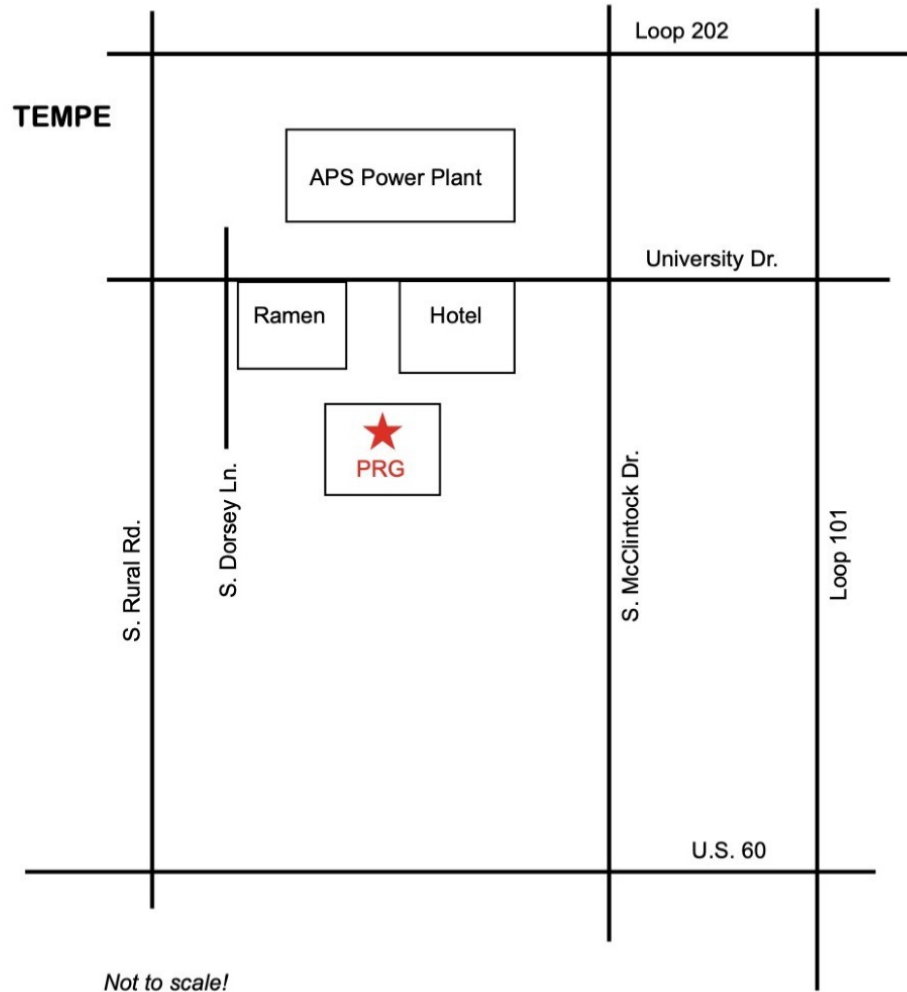 Loop 202
TEMPE
APS Power Plant
University Dr.
Ramen
Hotel
PRG
S. Rural Rd.
S. Dorsey Ln.
S. McClintock Dr.
Loop 101
U.S. 60
Not to scale!